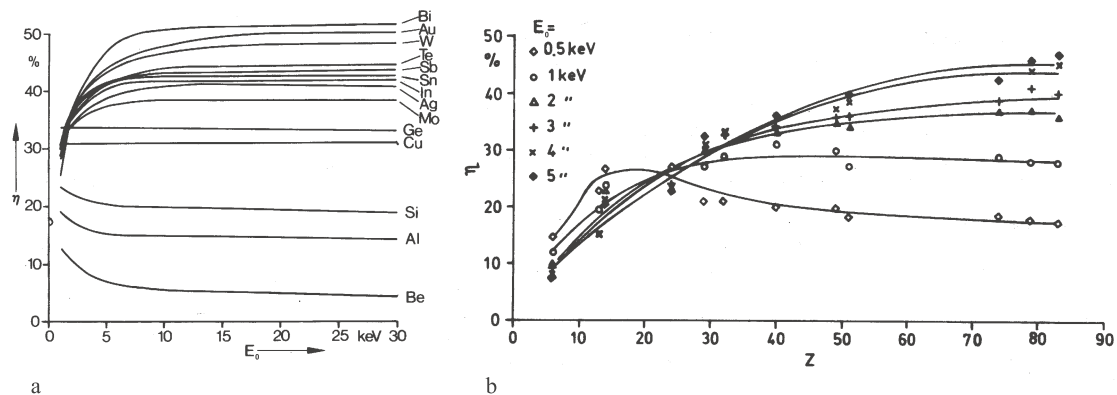 50
%
40
30
η
20
10
0
0 5 10 15 20 25 keV 30
E₀
Bi
Au
W
Te
Sb
Sn
In
Ag
Mo
Ge
Cu
Si
Al
Be
a
E₀=
0,5 keV
1 keV
2 "
3 "
4 "
5 "
50
%
40
30
η
20
10
0
0 10 20 30 40 50 60 70 80 90
Z
b